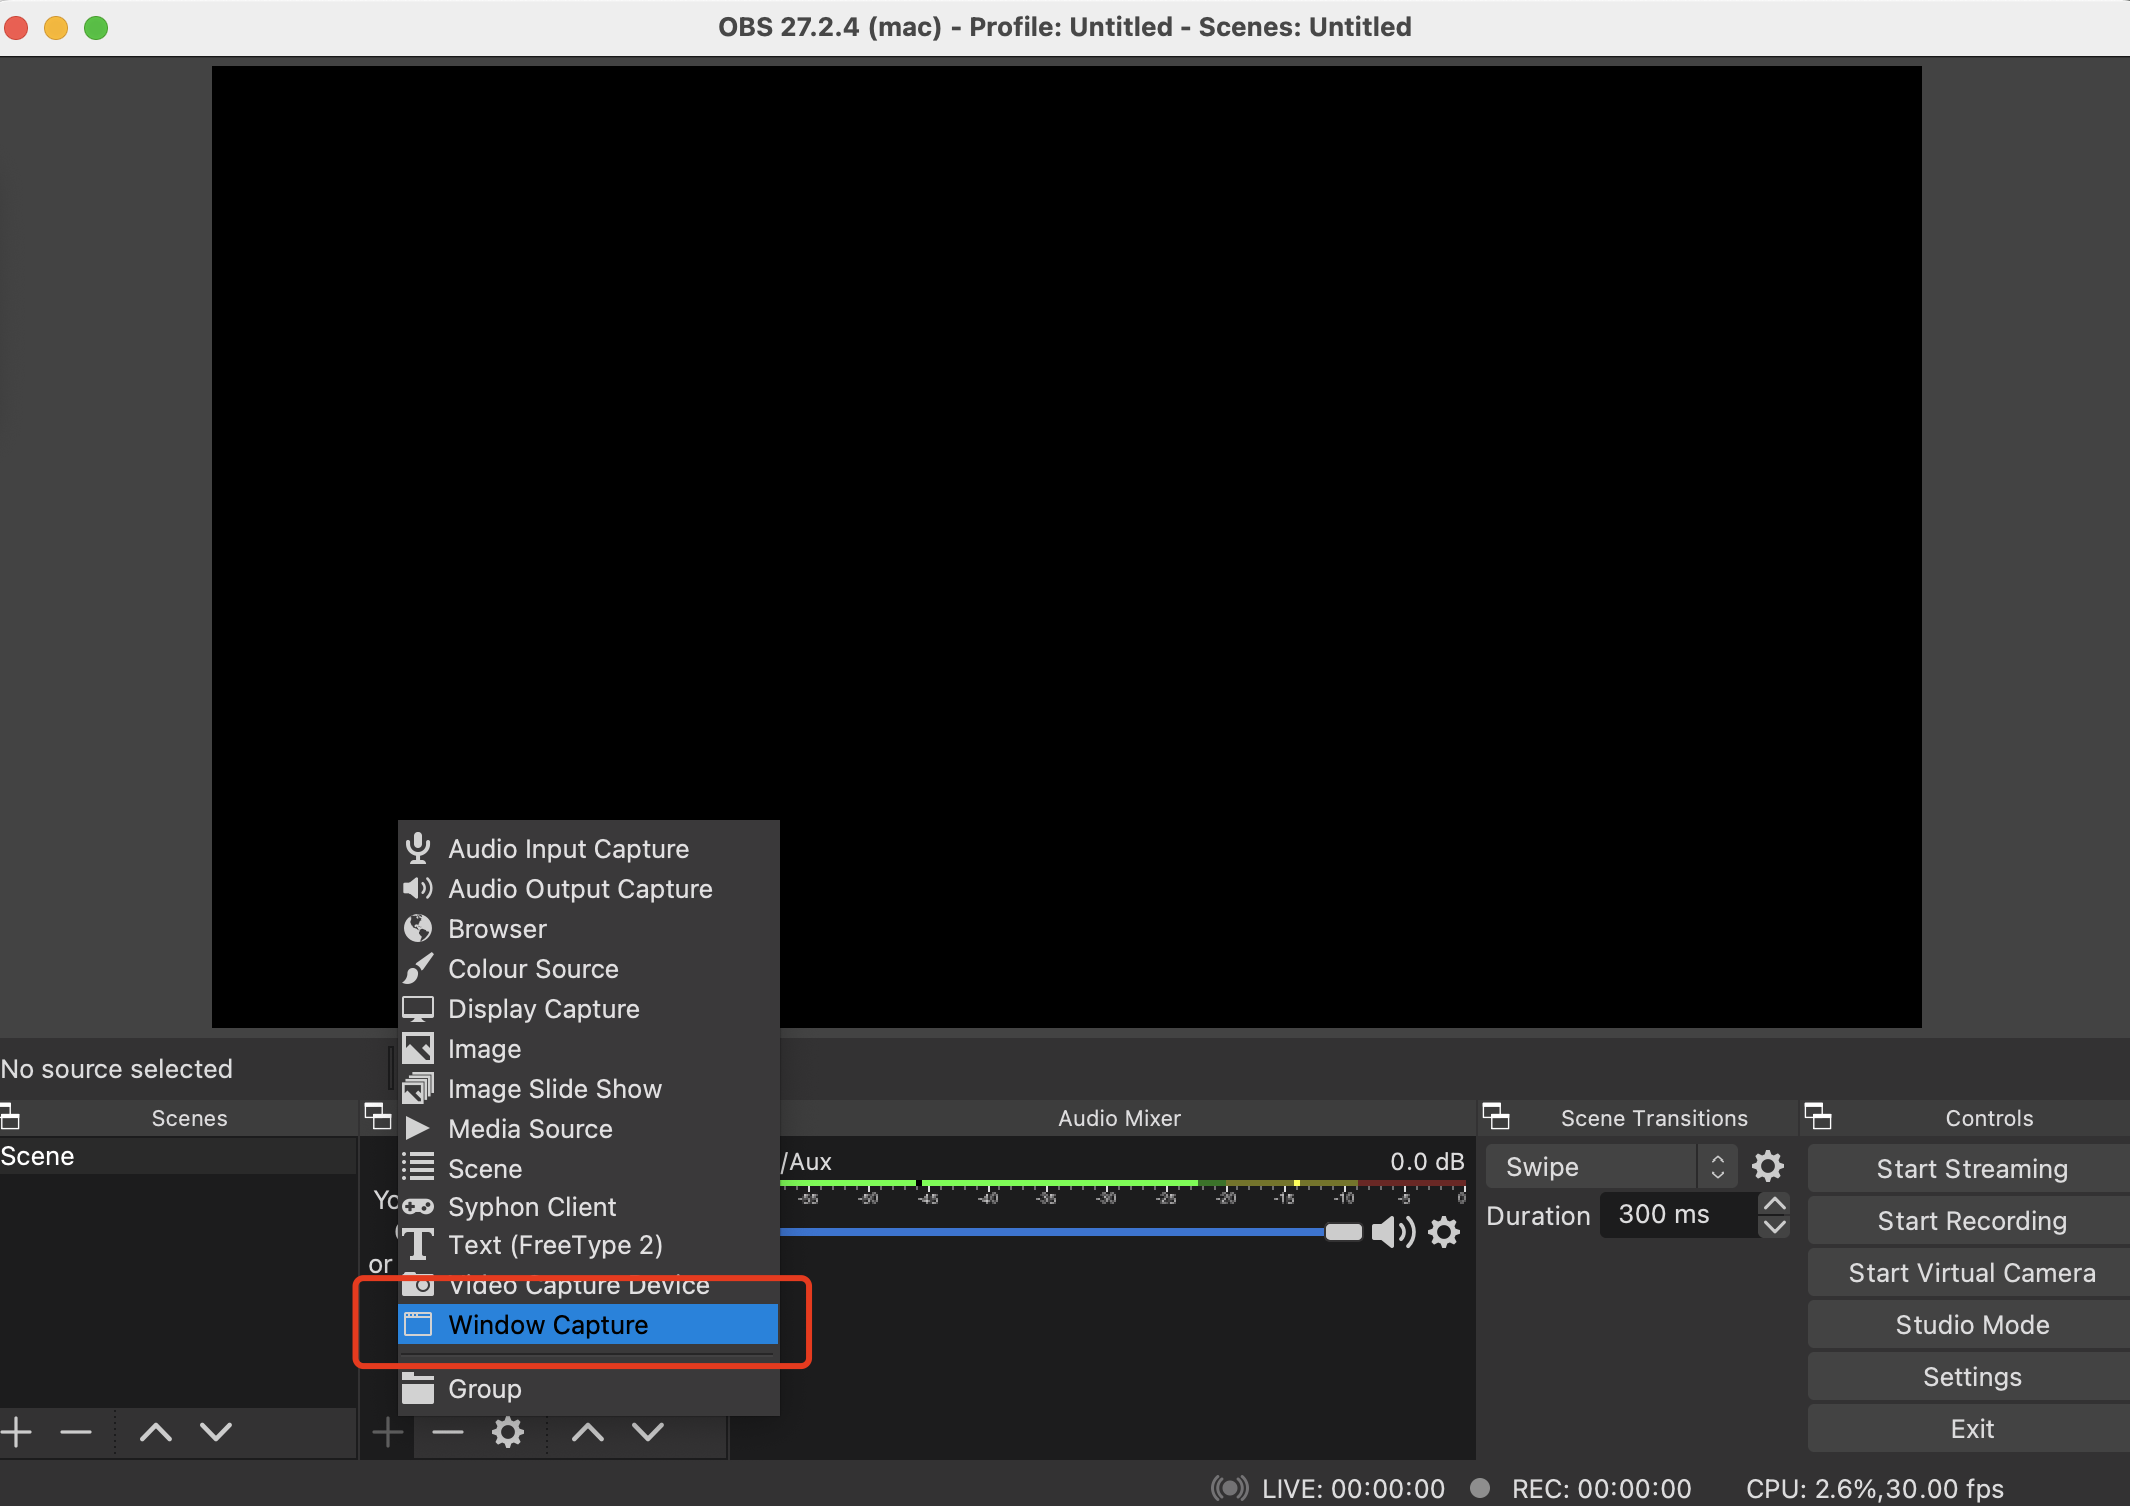 OBS 27.2.4 (mac) - Profile: Untitled - Scenes: Untitled
Audio Input Capture
Audio Output Capture
Browser
Colour Source
Display Capture
Image
Image Slide Show
Media Source
Scene
Syphon Client
Text (FreeType 2)
Video Capture Device
Window Capture
Group
No source selected
Scenes
Scene
Yo
or
Audio Mixer
/Aux
0.0 dB
-55 -50 -45 -40 -35 -30 -25 -20 -15 -10 -5 0
Scene Transitions
Swipe
Duration 300 ms
Controls
Start Streaming
Start Recording
Start Virtual Camera
Studio Mode
Settings
Exit
LIVE: 00:00:00 REC: 00:00:00 CPU: 2.6%,30.00 fps